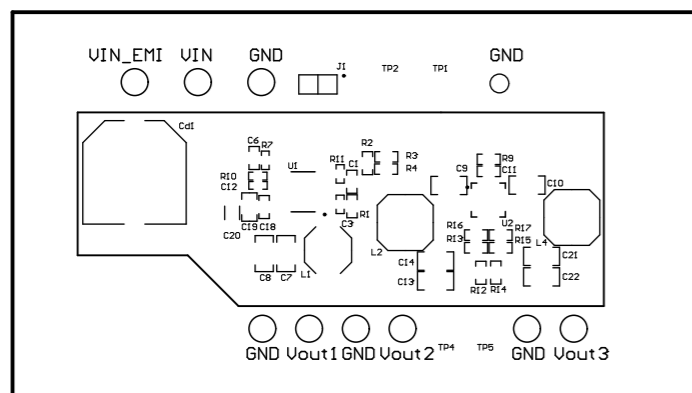 VIN_EMI VIN GND J1 TP2 TP1 GND
Cd1
C6 R7
U1
R11 C1
R2
R3
R4
R9
C9 C11 C10
R10
C12
C19 C18
C20
C3 R1
L2
R16 U2 R17
R13 R15
L4
C21
C14
C22
C13
R12 R14
C8 C7
L1
GND Vout1 GND Vout2 TP4 TP5 GND Vout3